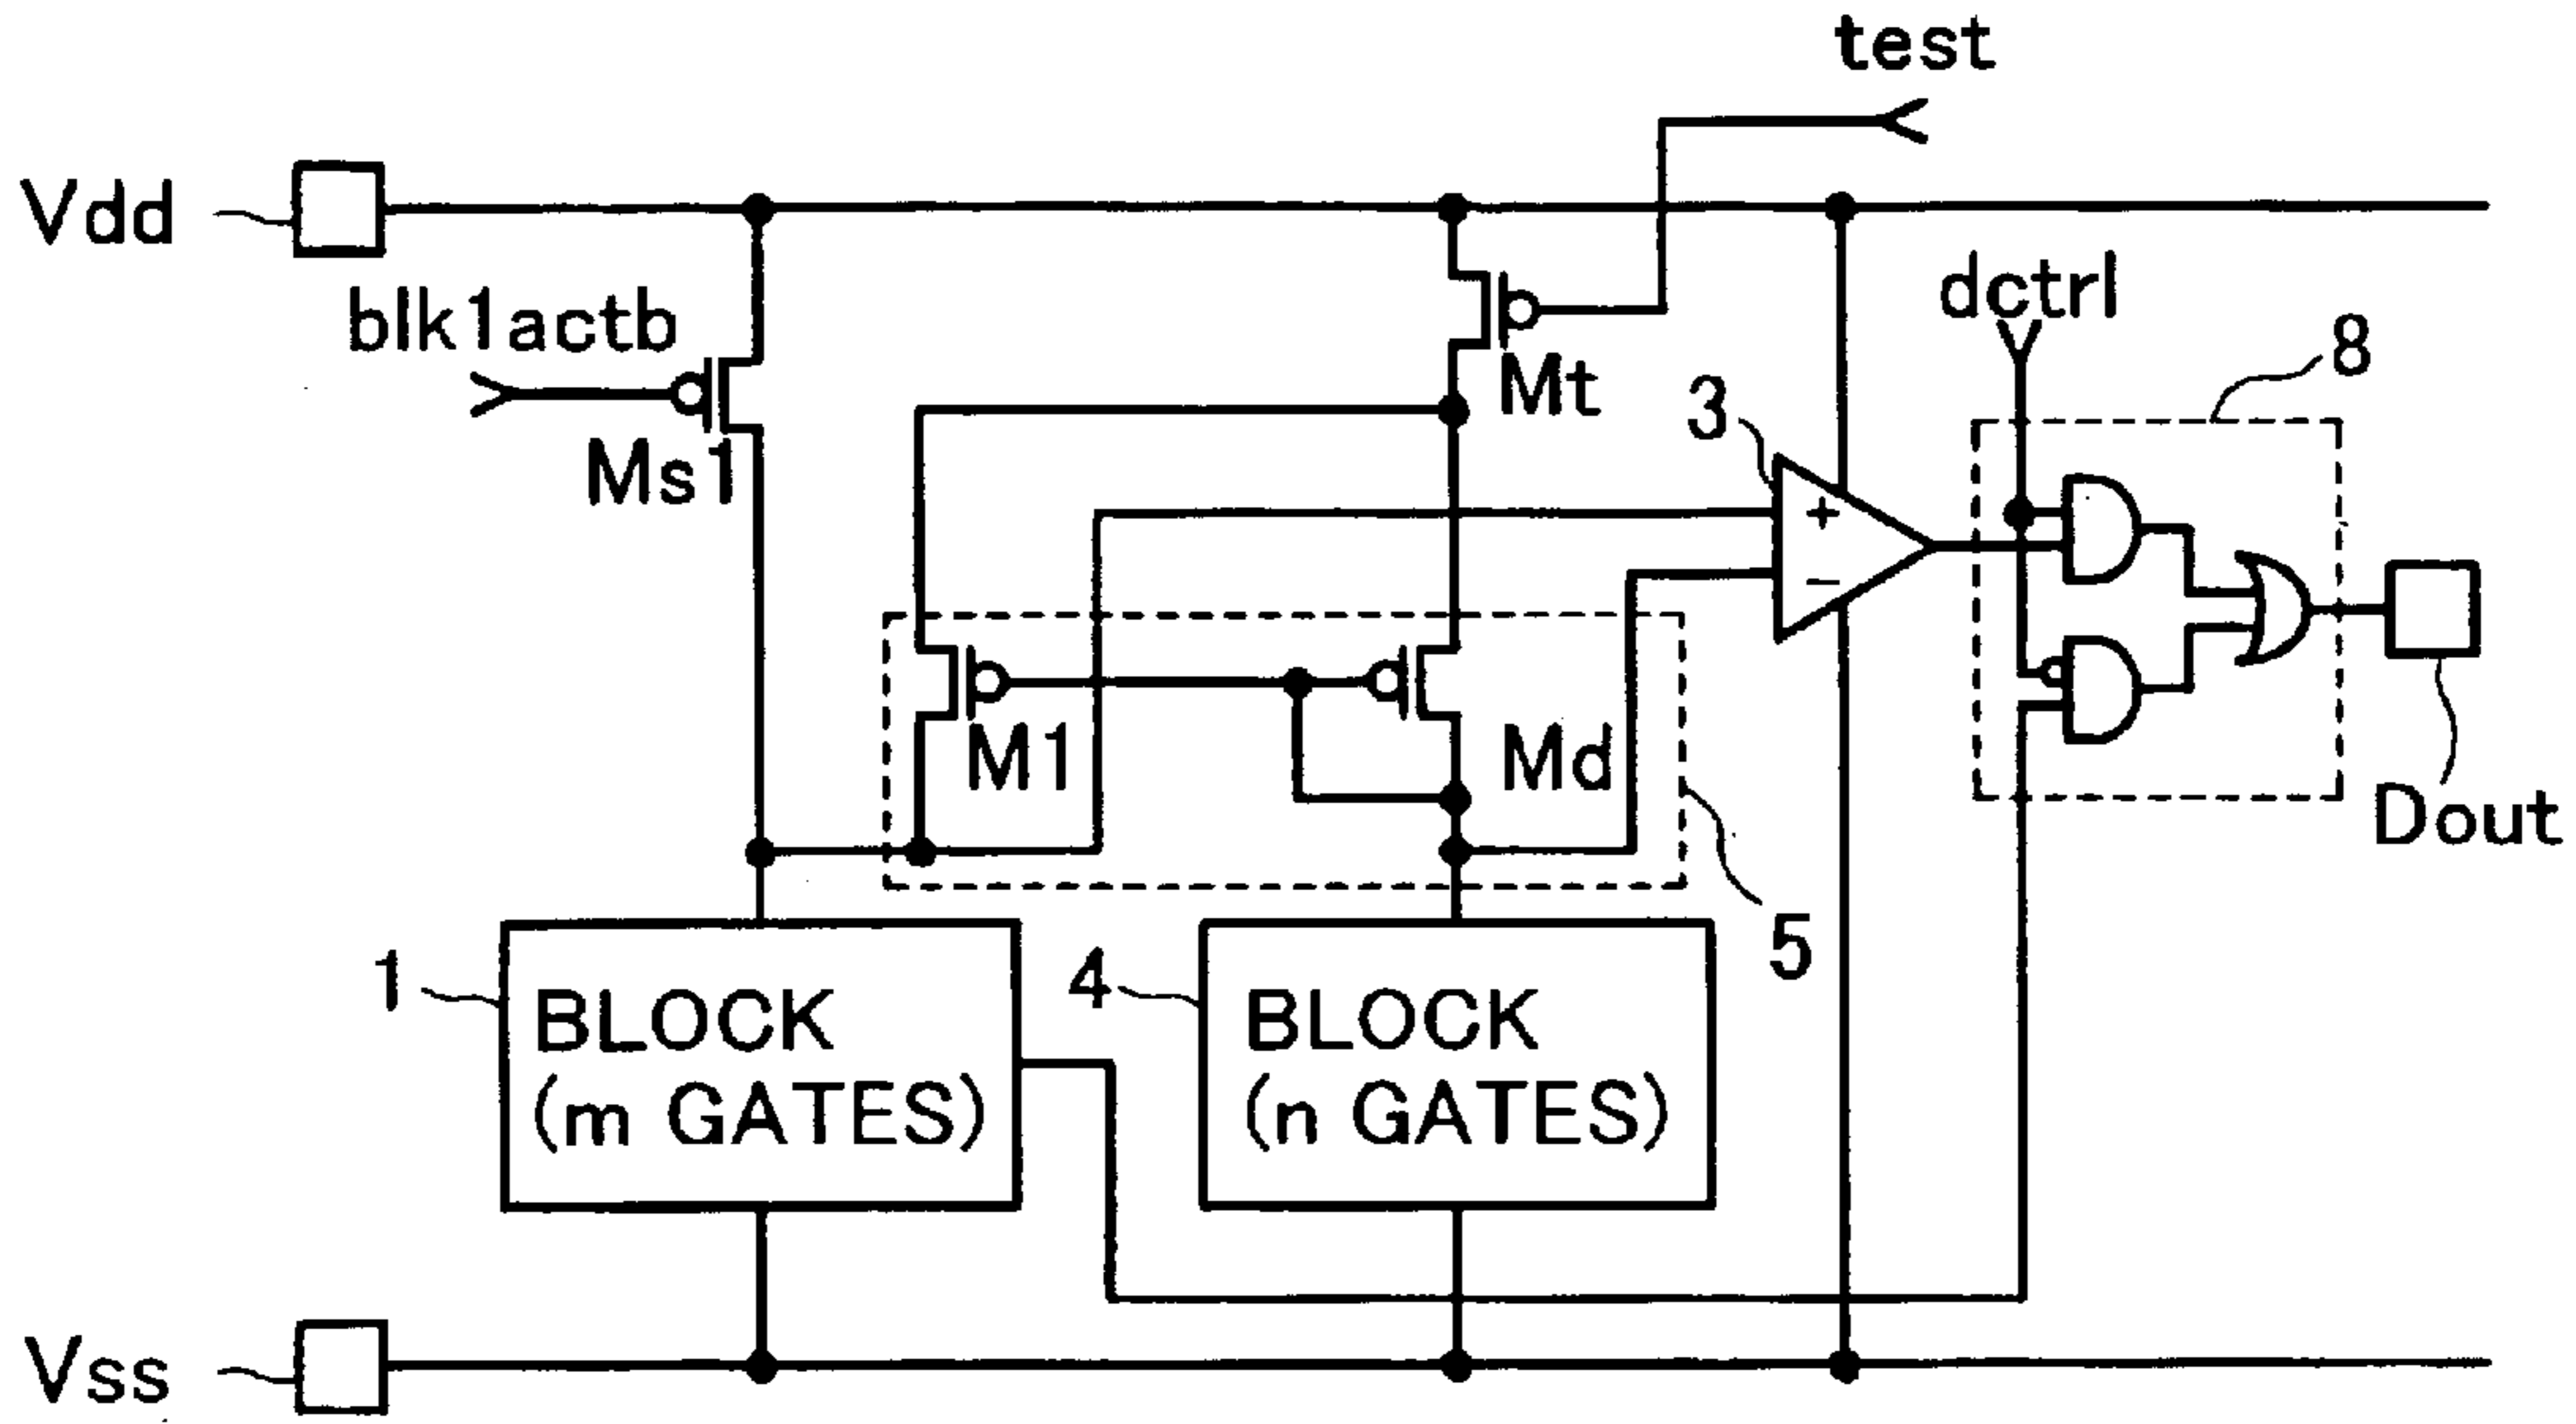 test
Vdd
blk1actb
dctrl
8
Mt
3
Ms1
+
−
M1
Md
Dout
5
1
BLOCK
(m GATES)
4
BLOCK
(n GATES)
Vss